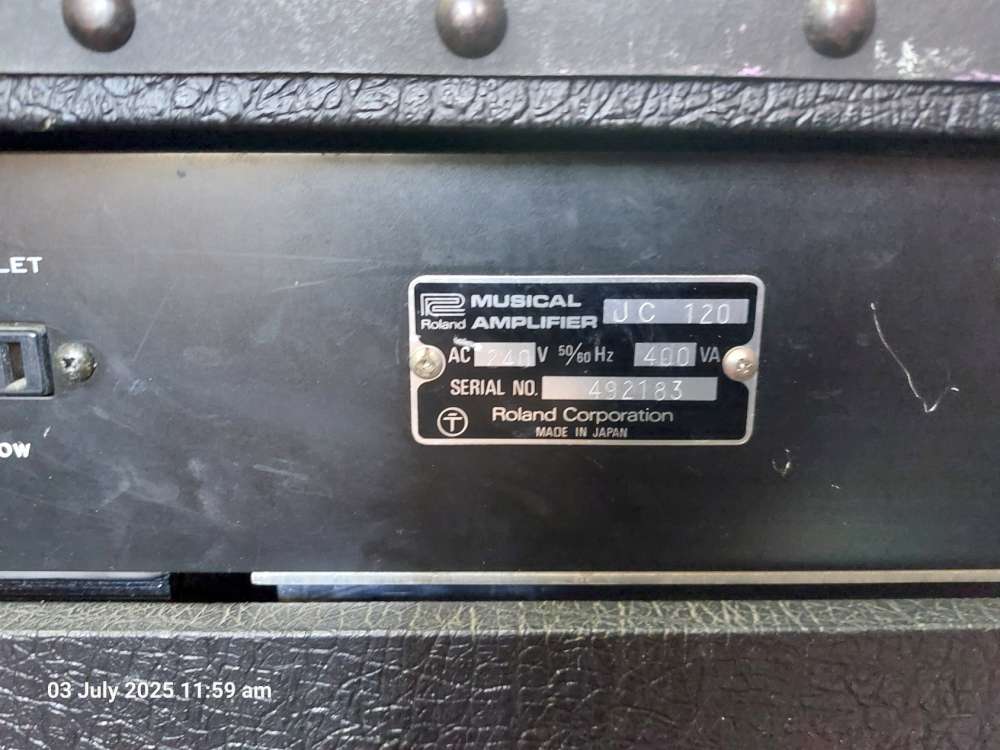 LET
MUSICAL
Roland AMPLIFIER JC 120
AC 240 V 50/60 Hz 400 VA
SERIAL NO. 492183
T Roland Corporation
MADE IN JAPAN
OW
03 July 2025 11:59 am